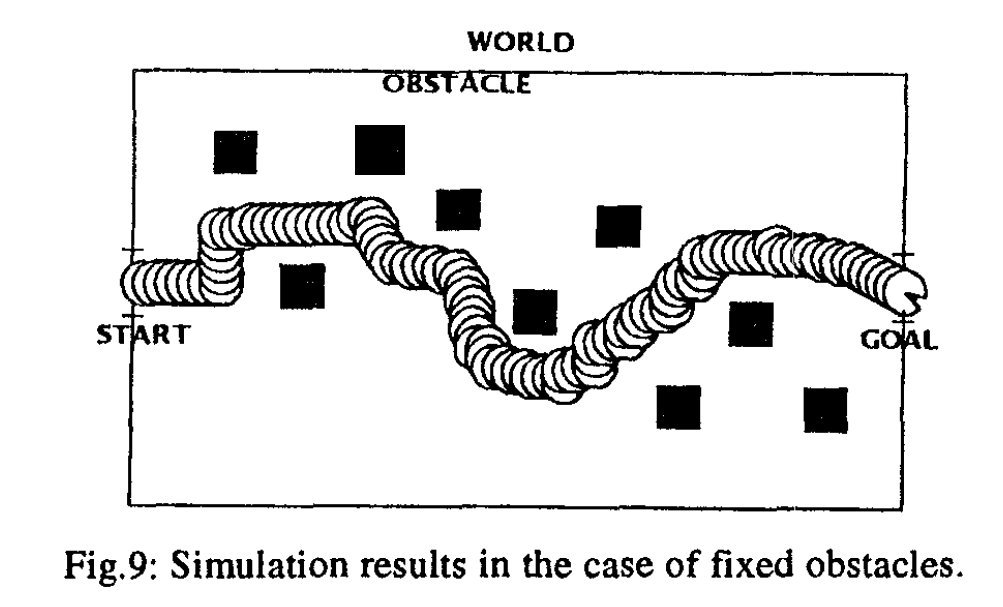 WORLD
OBSTACLE
START
GOAL
Fig.9: Simulation results in the case of fixed obstacles.